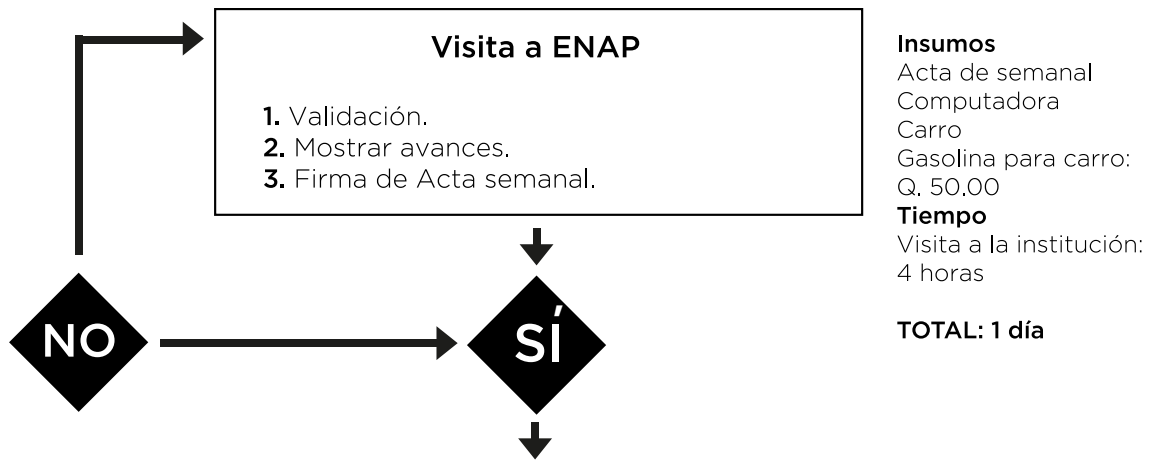 Visita a ENAP
1. Validación.
2. Mostrar avances.
3. Firma de Acta semanal.
NO
SÍ
Insumos
Acta de semanal
Computadora
Carro
Gasolina para carro:
Q. 50.00
Tiempo
Visita a la institución:
4 horas
TOTAL: 1 día